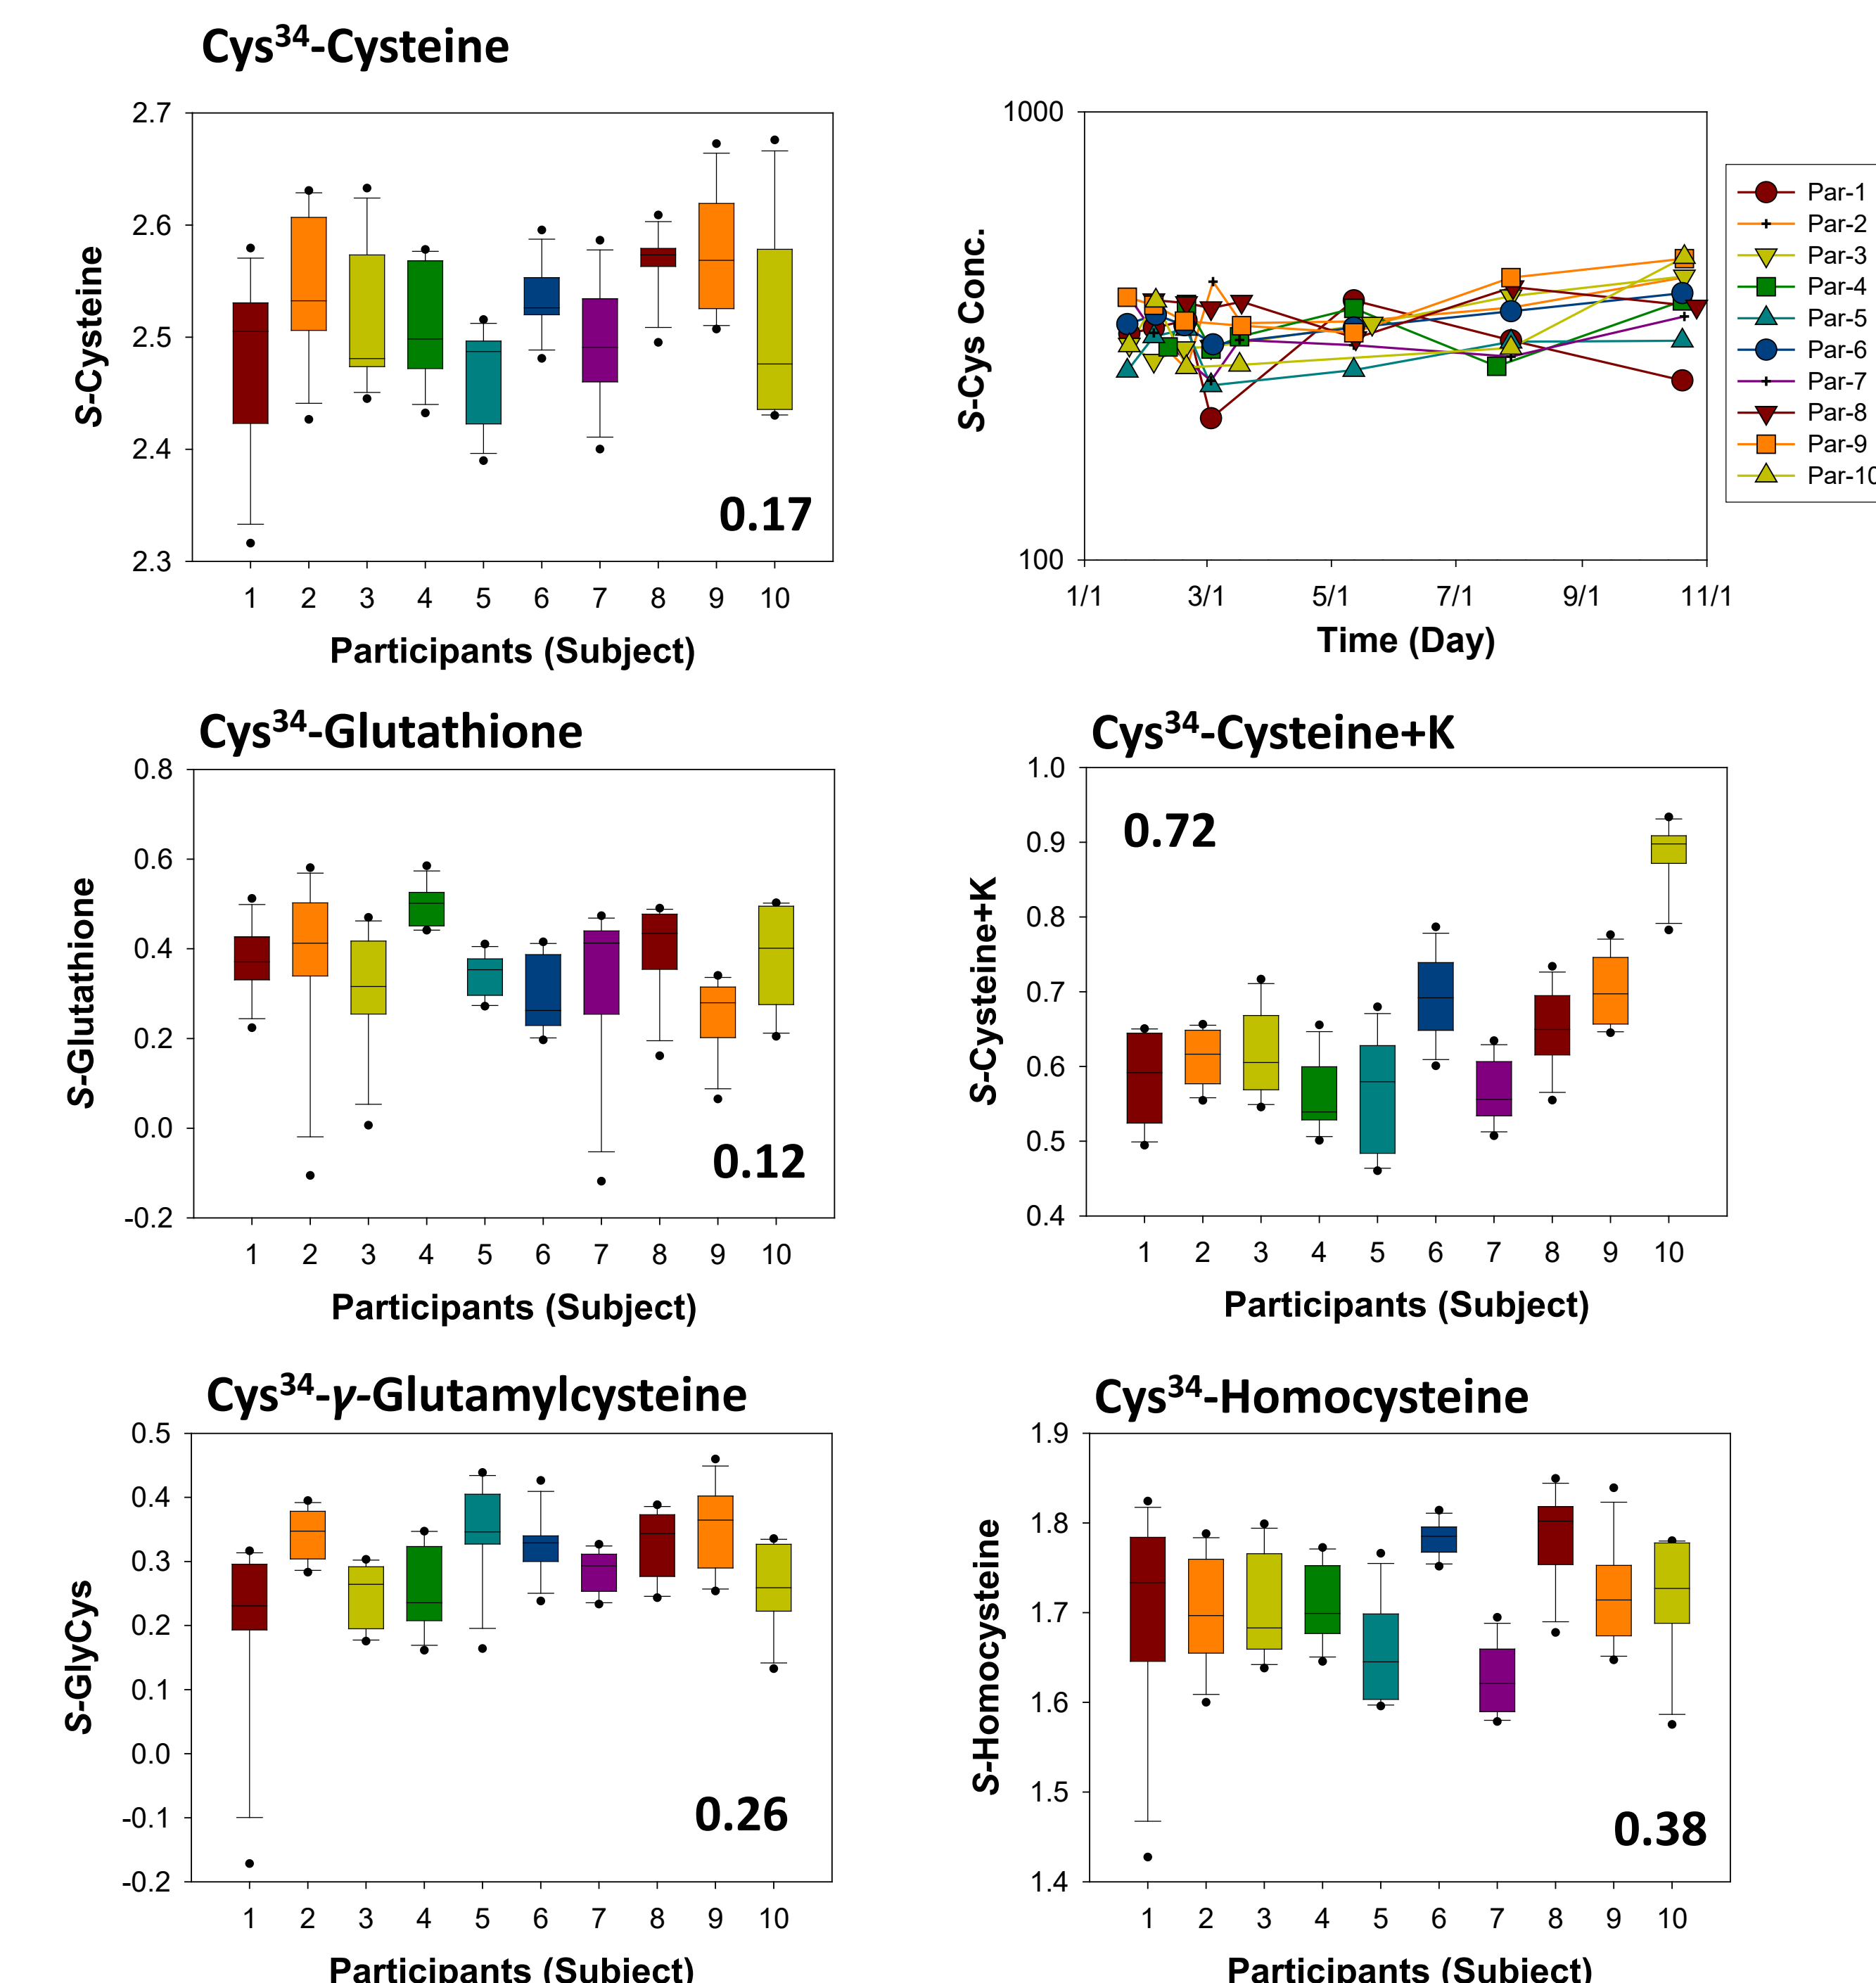 Cys³⁴-Cysteine
2.7
2.6
2.5
2.4
2.3
S-Cysteine
0.17
1 2 3 4 5 6 7 8 9 10
Participants (Subject)
1000
100
S-Cys Conc.
1/1 3/1 5/1 7/1 9/1 11/1
Time (Day)
Par-1
Par-2
Par-3
Par-4
Par-5
Par-6
Par-7
Par-8
Par-9
Par-10
Cys³⁴-Glutathione
0.8
0.6
0.4
0.2
0.0
-0.2
S-Glutathione
0.12
1 2 3 4 5 6 7 8 9 10
Participants (Subject)
Cys³⁴-Cysteine+K
1.0
0.9
0.8
0.7
0.6
0.5
0.4
S-Cysteine+K
0.72
1 2 3 4 5 6 7 8 9 10
Participants (Subject)
Cys³⁴-γ-Glutamylcysteine
0.5
0.4
0.3
0.2
0.1
0.0
-0.1
-0.2
S-GlyCys
0.26
1 2 3 4 5 6 7 8 9 10
Participants (Subject)
Cys³⁴-Homocysteine
1.9
1.8
1.7
1.6
1.5
1.4
S-Homocysteine
0.38
1 2 3 4 5 6 7 8 9 10
Participants (Subject)